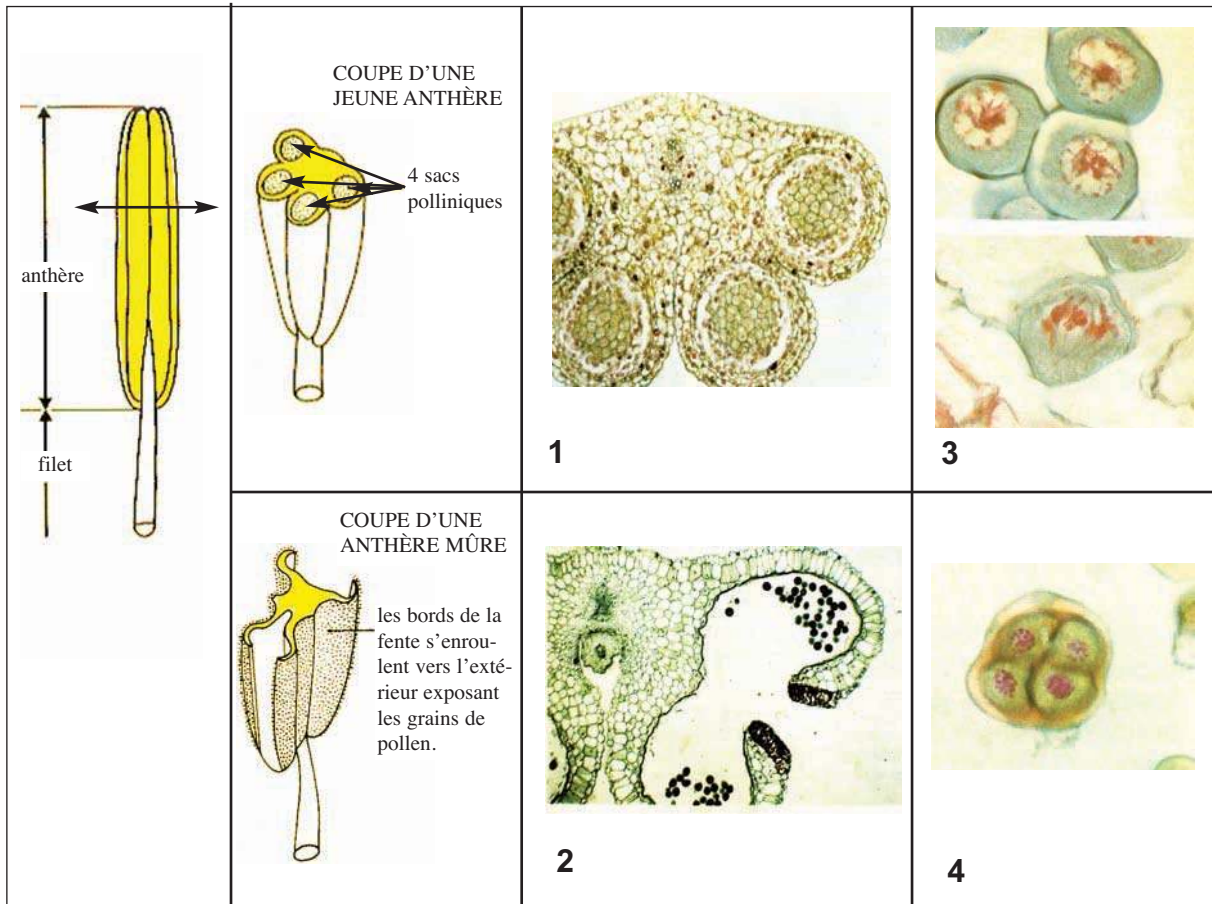 anthère
filet
COUPE D’UNE
JEUNE ANTHÈRE
4 sacs
polliniques
1
3
COUPE D’UNE
ANTHÈRE MÛRE
les bords de la
fente s’enrou-
lent vers l’exté-
rieur exposant
les grains de
pollen.
2
4